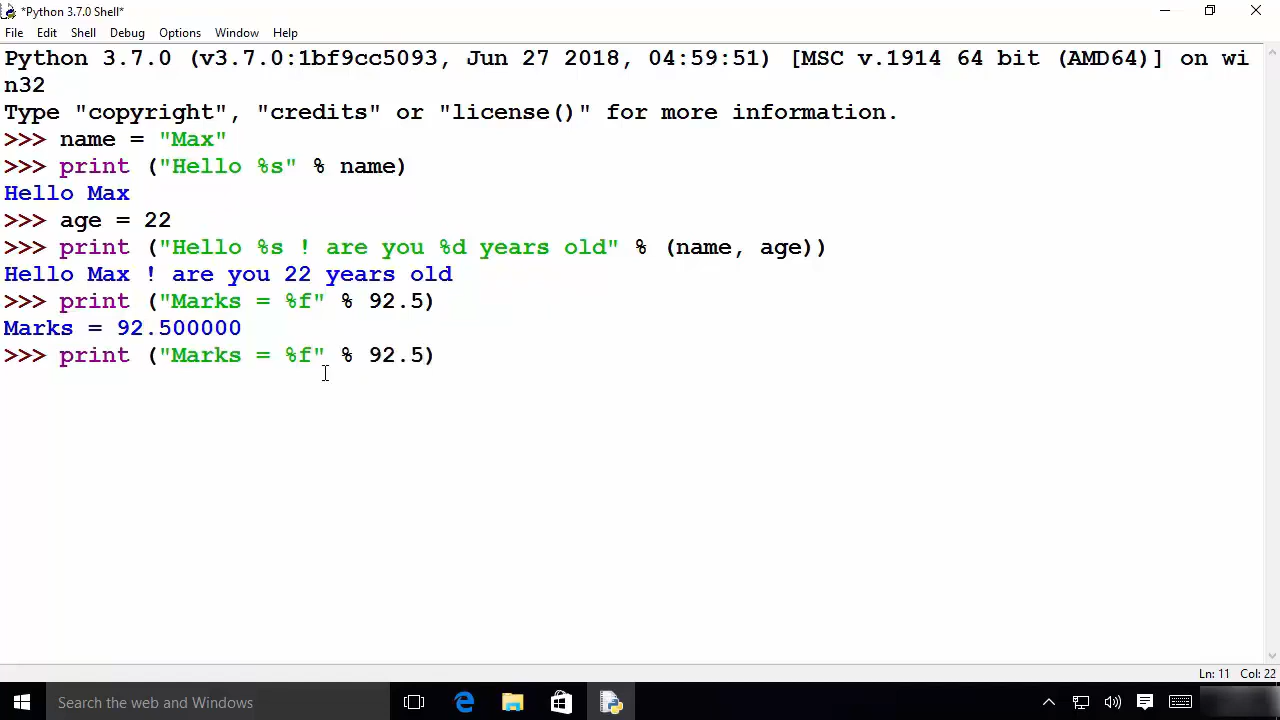 *Python 3.7.0 Shell*
File Edit Shell Debug Options Window Help
Python 3.7.0 (v3.7.0:1bf9cc5093, Jun 27 2018, 04:59:51) [MSC v.1914 64 bit (AMD64)] on wi
n32
Type "copyright", "credits" or "license()" for more information.
>>> name = "Max"
>>> print ("Hello %s" % name)
Hello Max
>>> age = 22
>>> print ("Hello %s ! are you %d years old" % (name, age))
Hello Max ! are you 22 years old
>>> print ("Marks = %f" % 92.5)
Marks = 92.500000
>>> print ("Marks = %f" % 92.5)
Ln: 11 Col: 22
Search the web and Windows